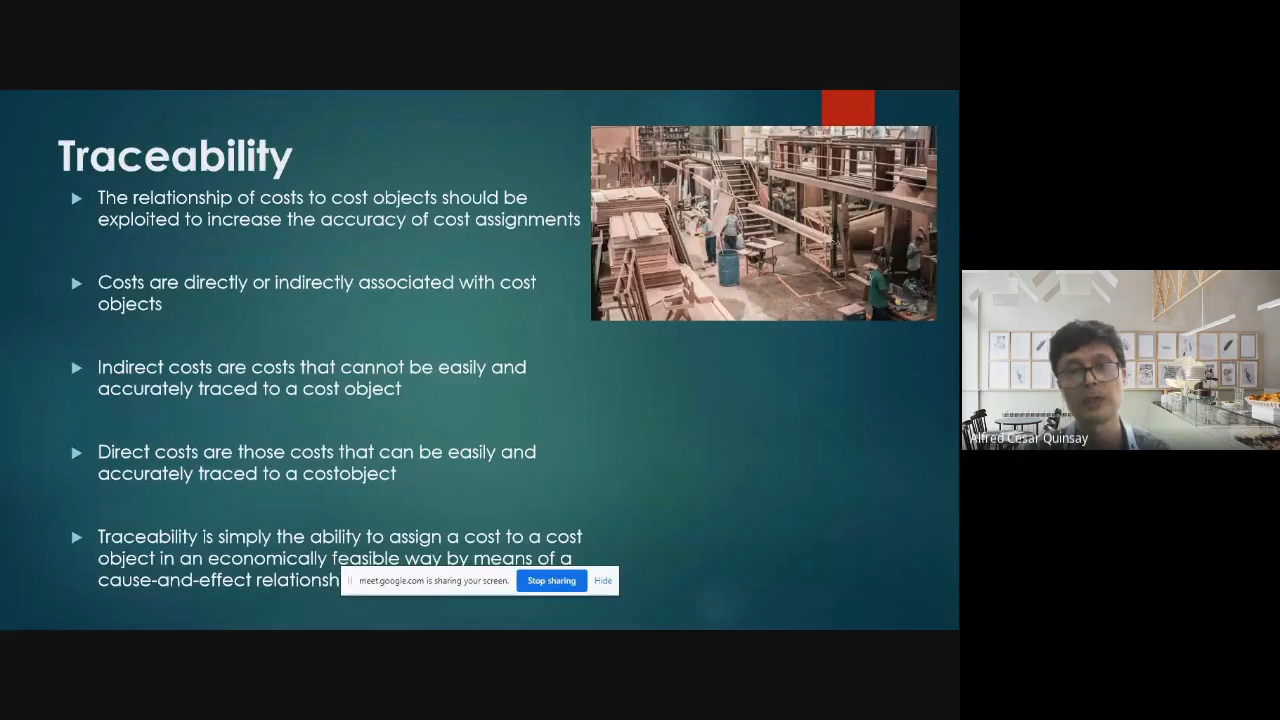 Traceability
The relationship of costs to cost objects should be
exploited to increase the accuracy of cost assignments
Costs are directly or indirectly associated with cost
objects
Indirect costs are costs that cannot be easily and
accurately traced to a cost object
Direct costs are those costs that can be easily and
accurately traced to a costobject
Traceability is simply the ability to assign a cost to a cost
object in an economically feasible way by means of a
cause-and-effect relationsh
meet.google.com is sharing your screen.
Stop sharing
Hide
Alfred Cesar Quinsay